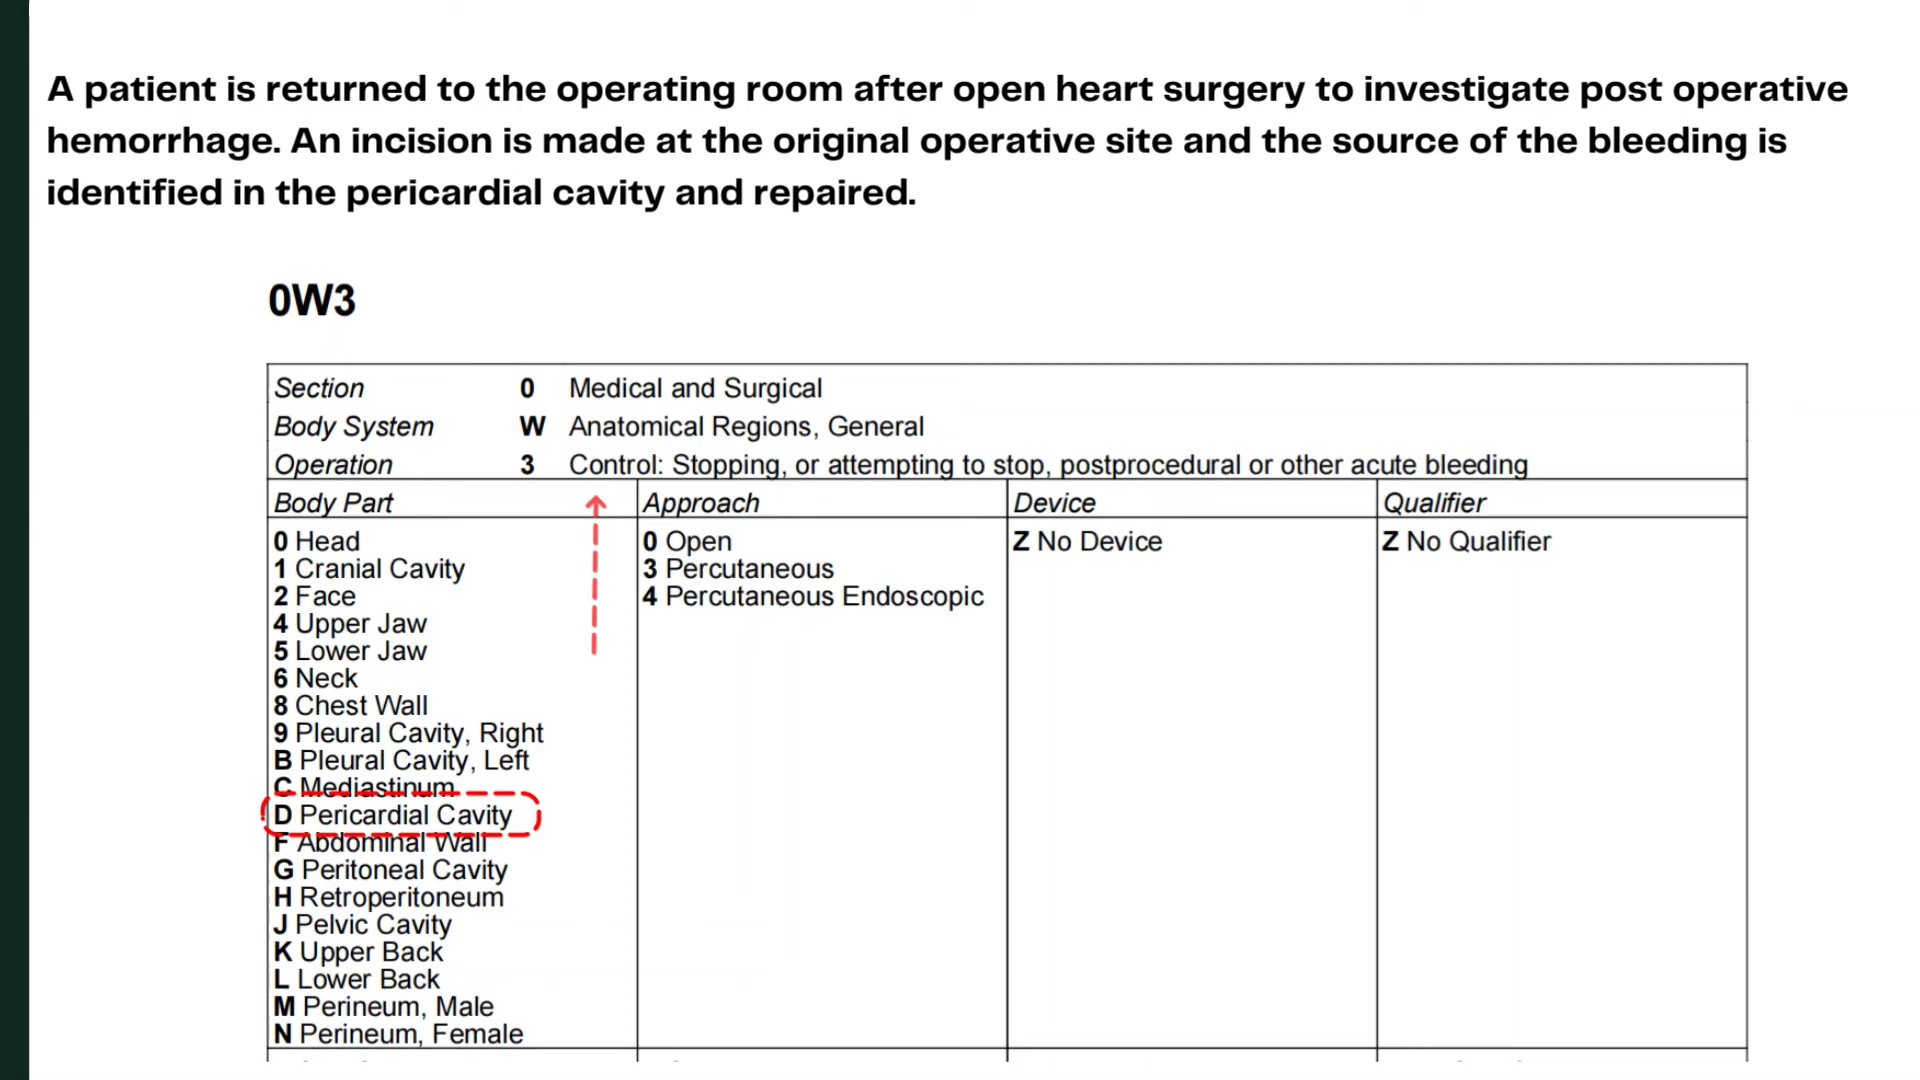 A patient is returned to the operating room after open heart surgery to investigate post operative
hemorrhage. An incision is made at the original operative site and the source of the bleeding is
identified in the pericardial cavity and repaired.
0W3
Section 0 Medical and Surgical
Body System W Anatomical Regions, General
Operation 3 Control: Stopping, or attempting to stop, postprocedural or other acute bleeding
Body Part Approach Device Qualifier
0 Head 0 Open Z No Device Z No Qualifier
1 Cranial Cavity 3 Percutaneous
2 Face 4 Percutaneous Endoscopic
4 Upper Jaw
5 Lower Jaw
6 Neck
8 Chest Wall
9 Pleural Cavity, Right
B Pleural Cavity, Left
C Mediastinum
D Pericardial Cavity
F Abdominal Wall
G Peritoneal Cavity
H Retroperitoneum
J Pelvic Cavity
K Upper Back
L Lower Back
M Perineum, Male
N Perineum, Female